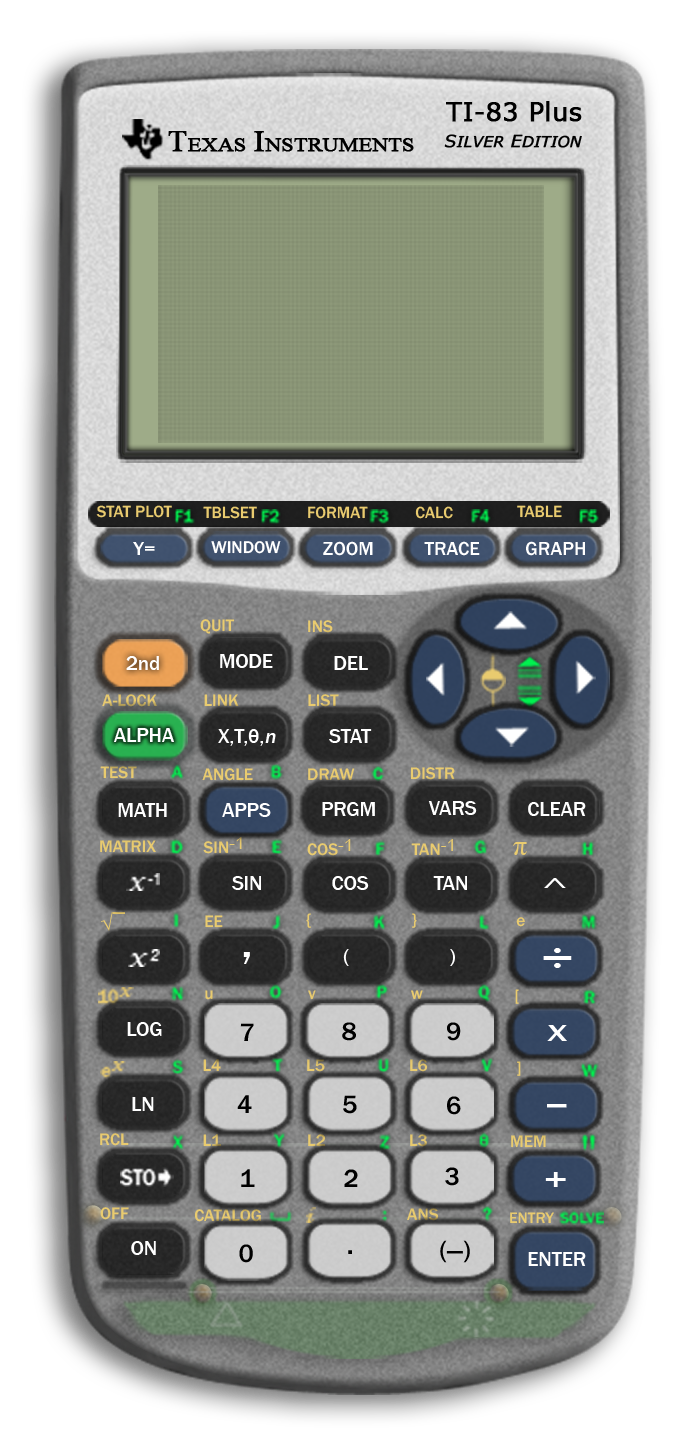 TI-83 Plus
TEXAS INSTRUMENTS SILVER EDITION
STAT PLOT F1 TBLSET F2 FORMAT F3 CALC F4 TABLE F5
Y= WINDOW ZOOM TRACE GRAPH
QUIT INS
2nd MODE DEL
A-LOCK LINK LIST
ALPHA X,T,θ,n STAT
TEST A ANGLE B DRAW C DISTR
MATH APPS PRGM VARS CLEAR
MATRIX D SIN⁻¹ E COS⁻¹ F TAN⁻¹ G π H
x⁻¹ SIN COS TAN ^
√ I EE J { K } L e M
x² , ( ) ÷
10ˣ N u O v P w Q [ R
LOG 7 8 9 x
eˣ S L4 T L5 U L6 V ] W
LN 4 5 6 −
RCL X L1 Y L2 Z L3 θ MEM "
STO➧ 1 2 3 +
OFF CATALOG ⎵ i : ANS ? ENTRY SOLVE
ON 0 . (−) ENTER